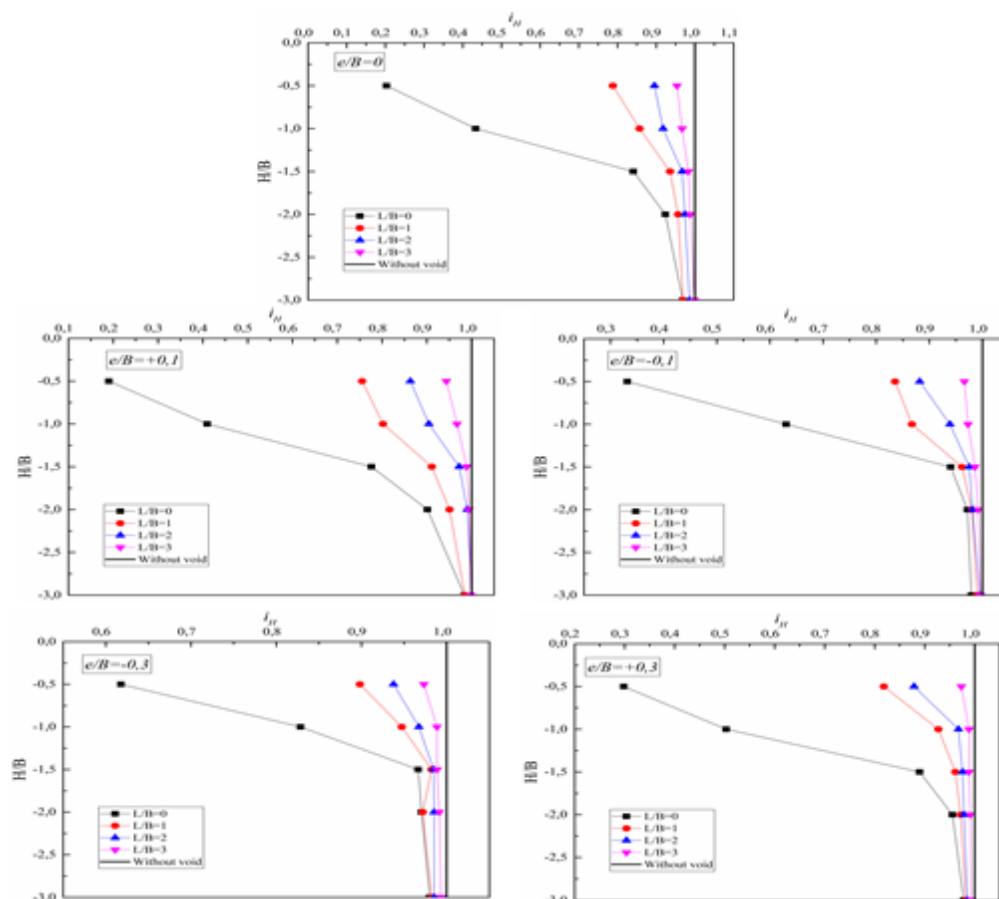 i_H
0,0 0,1 0,2 0,3 0,4 0,5 0,6 0,7 0,8 0,9 1,0 1,1
0,0
e/B=0
-0,5
-1,0
H/B
-1,5
-2,0
-2,5
-3,0
L/B=0
L/B=1
L/B=2
L/B=3
Without void
i_H
0,1 0,2 0,3 0,4 0,5 0,6 0,7 0,8 0,9 1,0
0,0
e/B=+0,1
-0,5
-1,0
H/B
-1,5
-2,0
-2,5
-3,0
L/B=0
L/B=1
L/B=2
L/B=3
Without void
i_H
0,3 0,4 0,5 0,6 0,7 0,8 0,9 1,0
0,0
e/B=-0,1
-0,5
-1,0
H/B
-1,5
-2,0
-2,5
-3,0
L/B=0
L/B=1
L/B=2
L/B=3
Without void
i_H
0,6 0,7 0,8 0,9 1,0
0,0
e/B=-0,3
-0,5
-1,0
H/B
-1,5
-2,0
-2,5
-3,0
L/B=0
L/B=1
L/B=2
L/B=3
Without void
i_H
0,2 0,3 0,4 0,5 0,6 0,7 0,8 0,9 1,0
0,0
e/B=+0,3
-0,5
-1,0
H/B
-1,5
-2,0
-2,5
-3,0
L/B=0
L/B=1
L/B=2
L/B=3
Without void